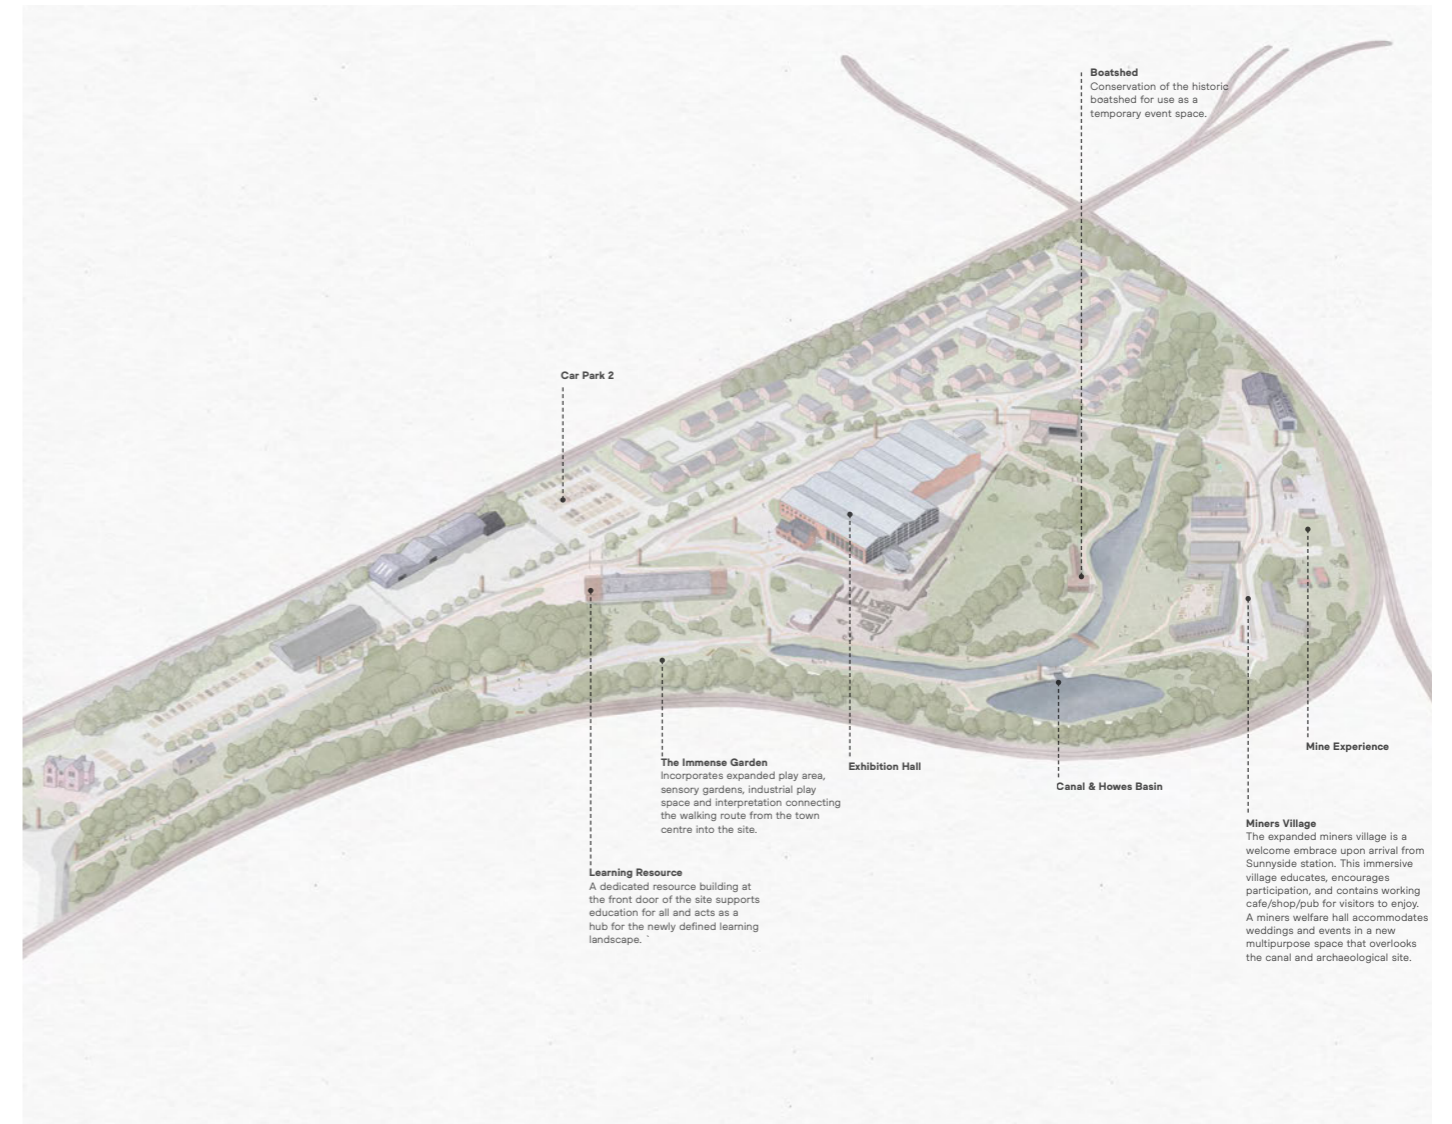 Boatshed
Conservation of the historic
boatshed for use as a
temporary event space.
Car Park 2
The Immense Garden
Incorporates expanded play area,
sensory gardens, industrial play
space and interpretation connecting
the walking route from the town
centre into the site.
Exhibition Hall
Canal & Howes Basin
Mine Experience
Learning Resource
A dedicated resource building at
the front door of the site supports
education for all and acts as a
hub for the newly defined learning
landscape. `
Miners Village
The expanded miners village is a
welcome embrace upon arrival from
Sunnyside station. This immersive
village educates, encourages
participation, and contains working
cafe/shop/pub for visitors to enjoy.
A miners welfare hall accommodates
weddings and events in a new
multipurpose space that overlooks
the canal and archaeological site.